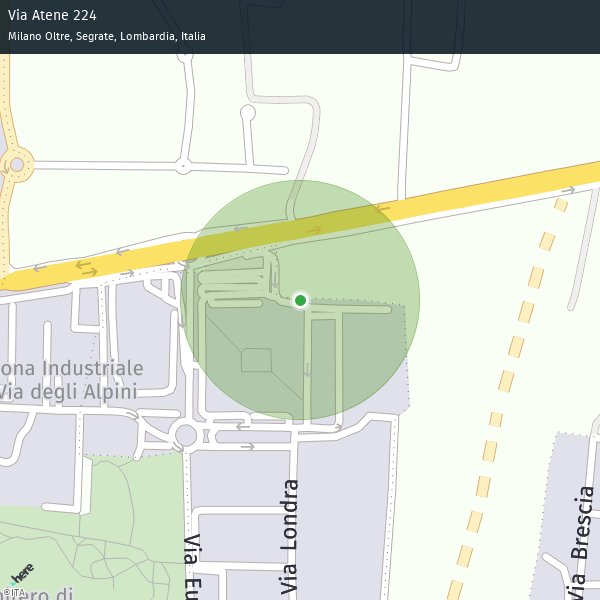 Via Atene 224
Milano Oltre, Segrate, Lombardia, Italia
ona Industriale
Via degli Alpini
Via Londra
Via Eu
Via Brescia
here
©ITA
itero di